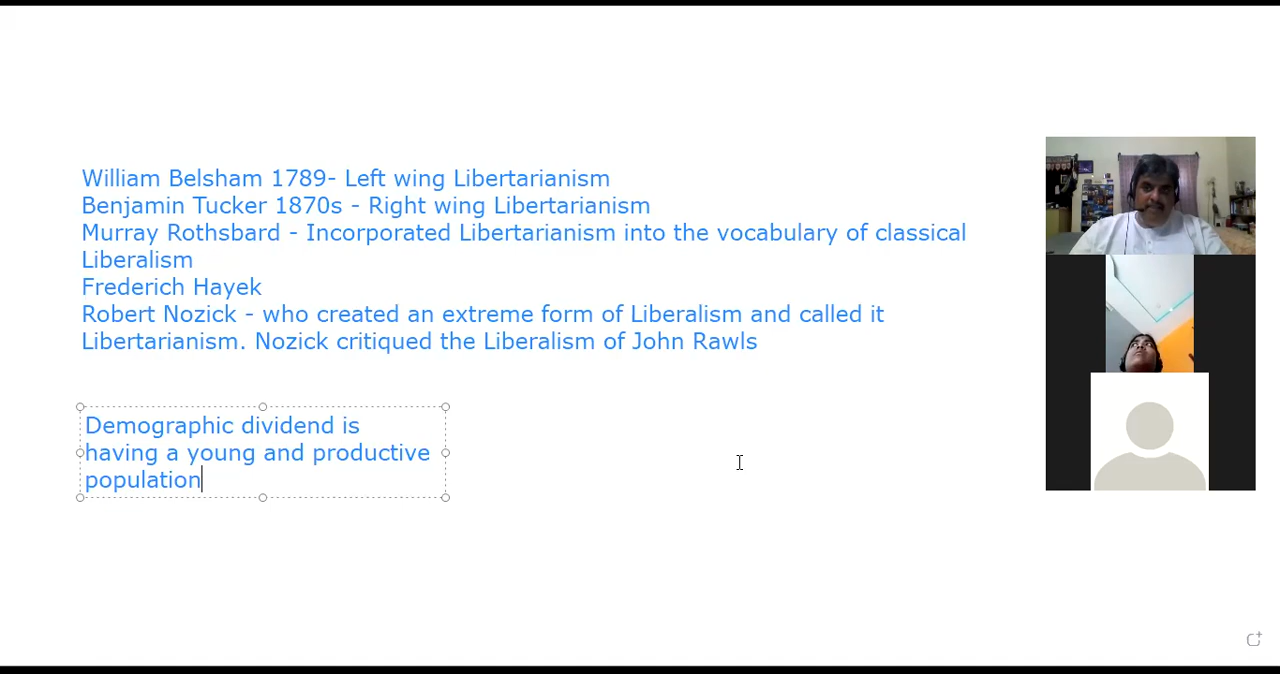 William Belsham 1789- Left wing Libertarianism
Benjamin Tucker 1870s - Right wing Libertarianism
Murray Rothsbard - Incorporated Libertarianism into the vocabulary of classical
Liberalism
Frederich Hayek
Robert Nozick - who created an extreme form of Liberalism and called it
Libertarianism. Nozick critiqued the Liberalism of John Rawls
Demographic dividend is
having a young and productive
population